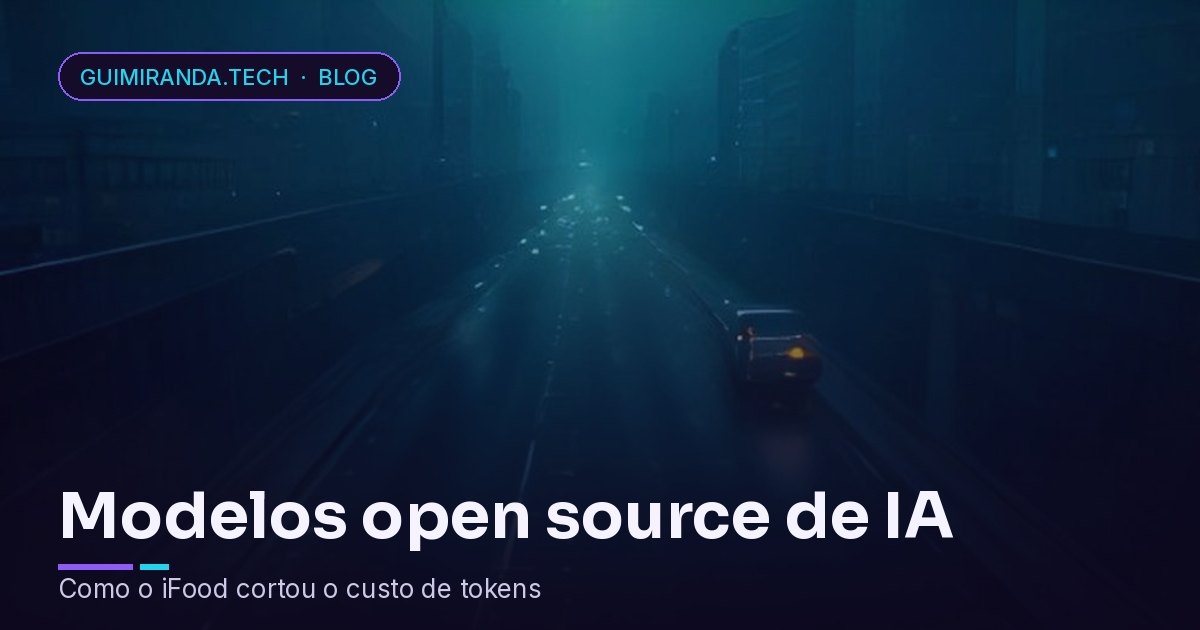 GUIMIRANDA.TECH · BLOG
Modelos open source de IA
Como o iFood cortou o custo de tokens